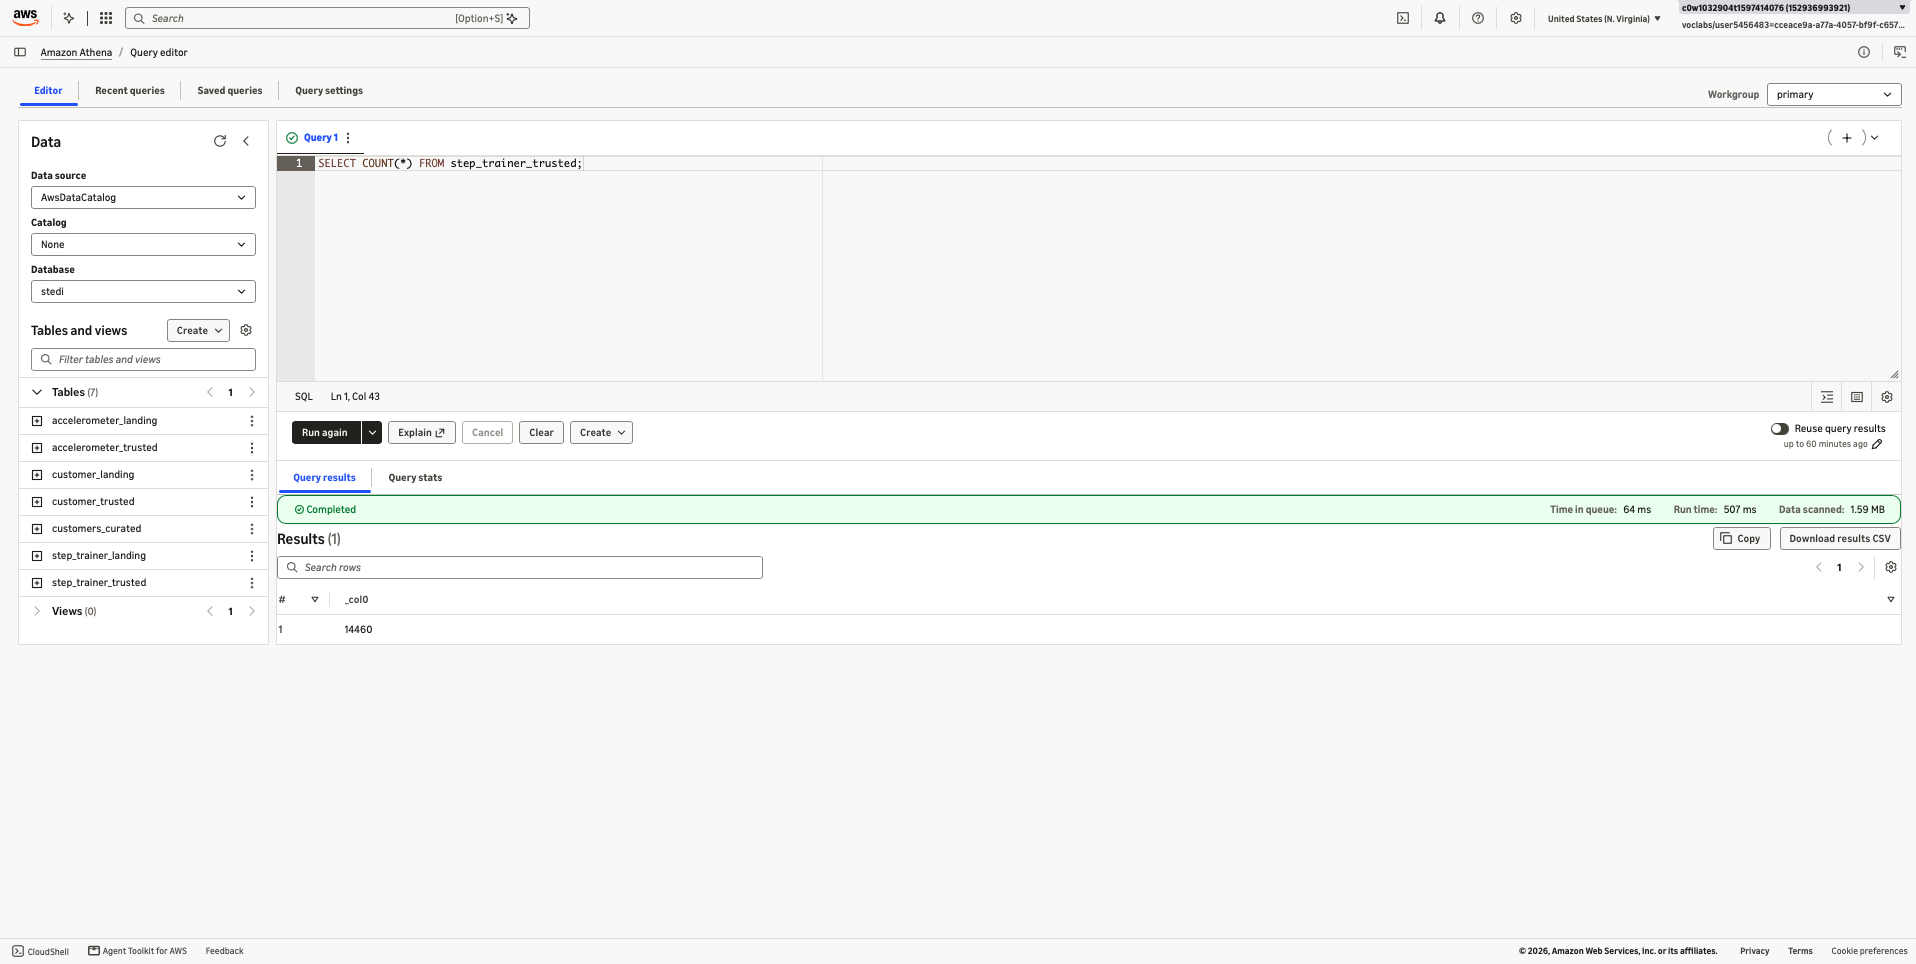 aws
Search
[Option+S]
United States (N. Virginia)
c0w1032904t1597414076 (152936993921)
voclabs/user5456483=cceace9a-a77a-4057-bf9f-c657...
Amazon Athena / Query editor
Editor
Recent queries
Saved queries
Query settings
Workgroup
primary
Data
Data source
AwsDataCatalog
Catalog
None
Database
stedi
Tables and views
Create
Filter tables and views
Tables (7)
1
accelerometer_landing
accelerometer_trusted
customer_landing
customer_trusted
customers_curated
step_trainer_landing
step_trainer_trusted
Views (0)
1
Query 1
1 SELECT COUNT(*) FROM step_trainer_trusted;
SQL
Ln 1, Col 43
Run again
Explain
Cancel
Clear
Create
Reuse query results
up to 60 minutes ago
Query results
Query stats
Completed
Time in queue: 64 ms
Run time: 507 ms
Data scanned: 1.59 MB
Results (1)
Copy
Download results CSV
Search rows
1
# _col0
1 14460
CloudShell
Agent Toolkit for AWS
Feedback
© 2026, Amazon Web Services, Inc. or its affiliates.
Privacy
Terms
Cookie preferences